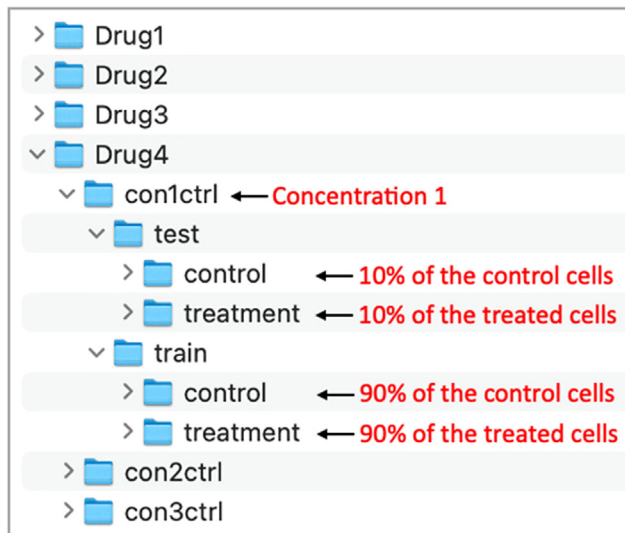 Drug1
Drug2
Drug3
Drug4
con1ctrl Concentration 1
test
control 10% of the control cells
treatment 10% of the treated cells
train
control 90% of the control cells
treatment 90% of the treated cells
con2ctrl
con3ctrl